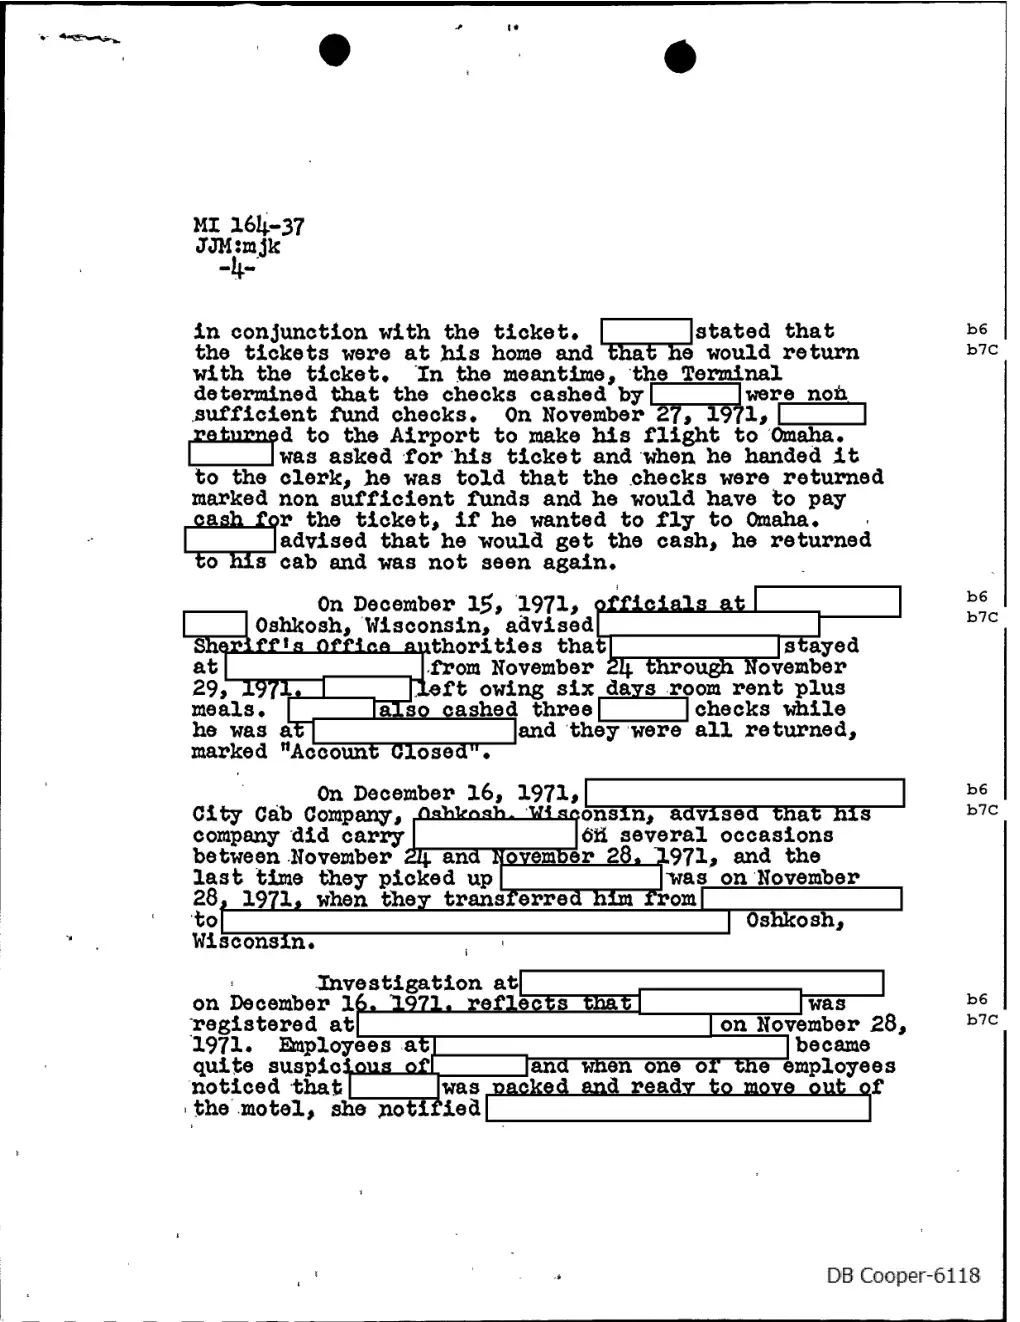 MI 164-37
JJM:mjk
-4-
in conjunction with the ticket. stated that b6
the tickets were at his home and that he would return b7C
with the ticket. In the meantime, the Terminal
determined that the checks cashed by were non
sufficient fund checks. On November 27, 1971,
returned to the Airport to make his flight to Omaha.
was asked for his ticket and when he handed it
to the clerk, he was told that the checks were returned
marked non sufficient funds and he would have to pay
cash for the ticket, if he wanted to fly to Omaha.
advised that he would get the cash, he returned
to his cab and was not seen again.
On December 15, 1971, officials at b6
Oshkosh, Wisconsin, advised b7C
Sheriff's Office authorities that stayed
at from November 24 through November
29, 1971. left owing six days room rent plus
meals. also cashed three checks while
he was at and they were all returned,
marked "Account Closed".
On December 16, 1971, b6
City Cab Company, Oshkosh, Wisconsin, advised that his b7C
company did carry on several occasions
between November 24 and November 28, 1971, and the
last time they picked up was on November
28, 1971, when they transferred him from
to Oshkosh,
Wisconsin.
Investigation at
on December 16, 1971, reflects that was b6
registered at on November 28, b7C
1971. Employees at became
quite suspicious of and when one of the employees
noticed that was packed and ready to move out of
the motel, she notified
DB Cooper-6118